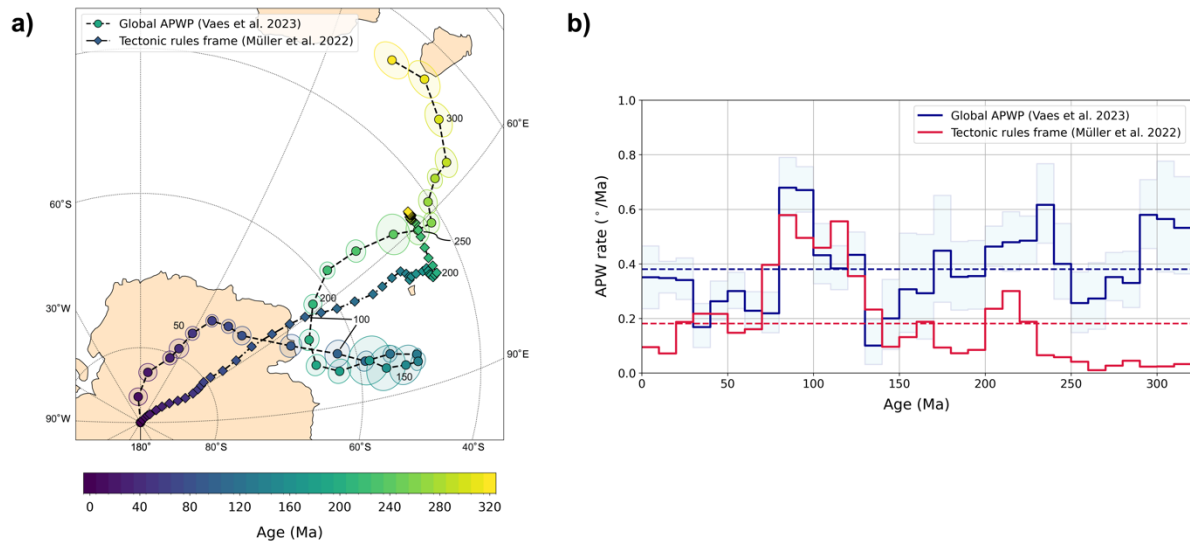 a)
Global APWP (Vaes et al. 2023)
Tectonic rules frame (Müller et al. 2022)
300
60°E
60°S
250
200
30°W
200
50
100
150
90°E
90°W
180°
80°S
60°S
40°S
0 40 80 120 160 200 240 280 320
Age (Ma)
b)
Global APWP (Vaes et al. 2023)
Tectonic rules frame (Müller et al. 2022)
APW rate (°/Ma)
1.0
0.8
0.6
0.4
0.2
0.0
0 50 100 150 200 250 300
Age (Ma)